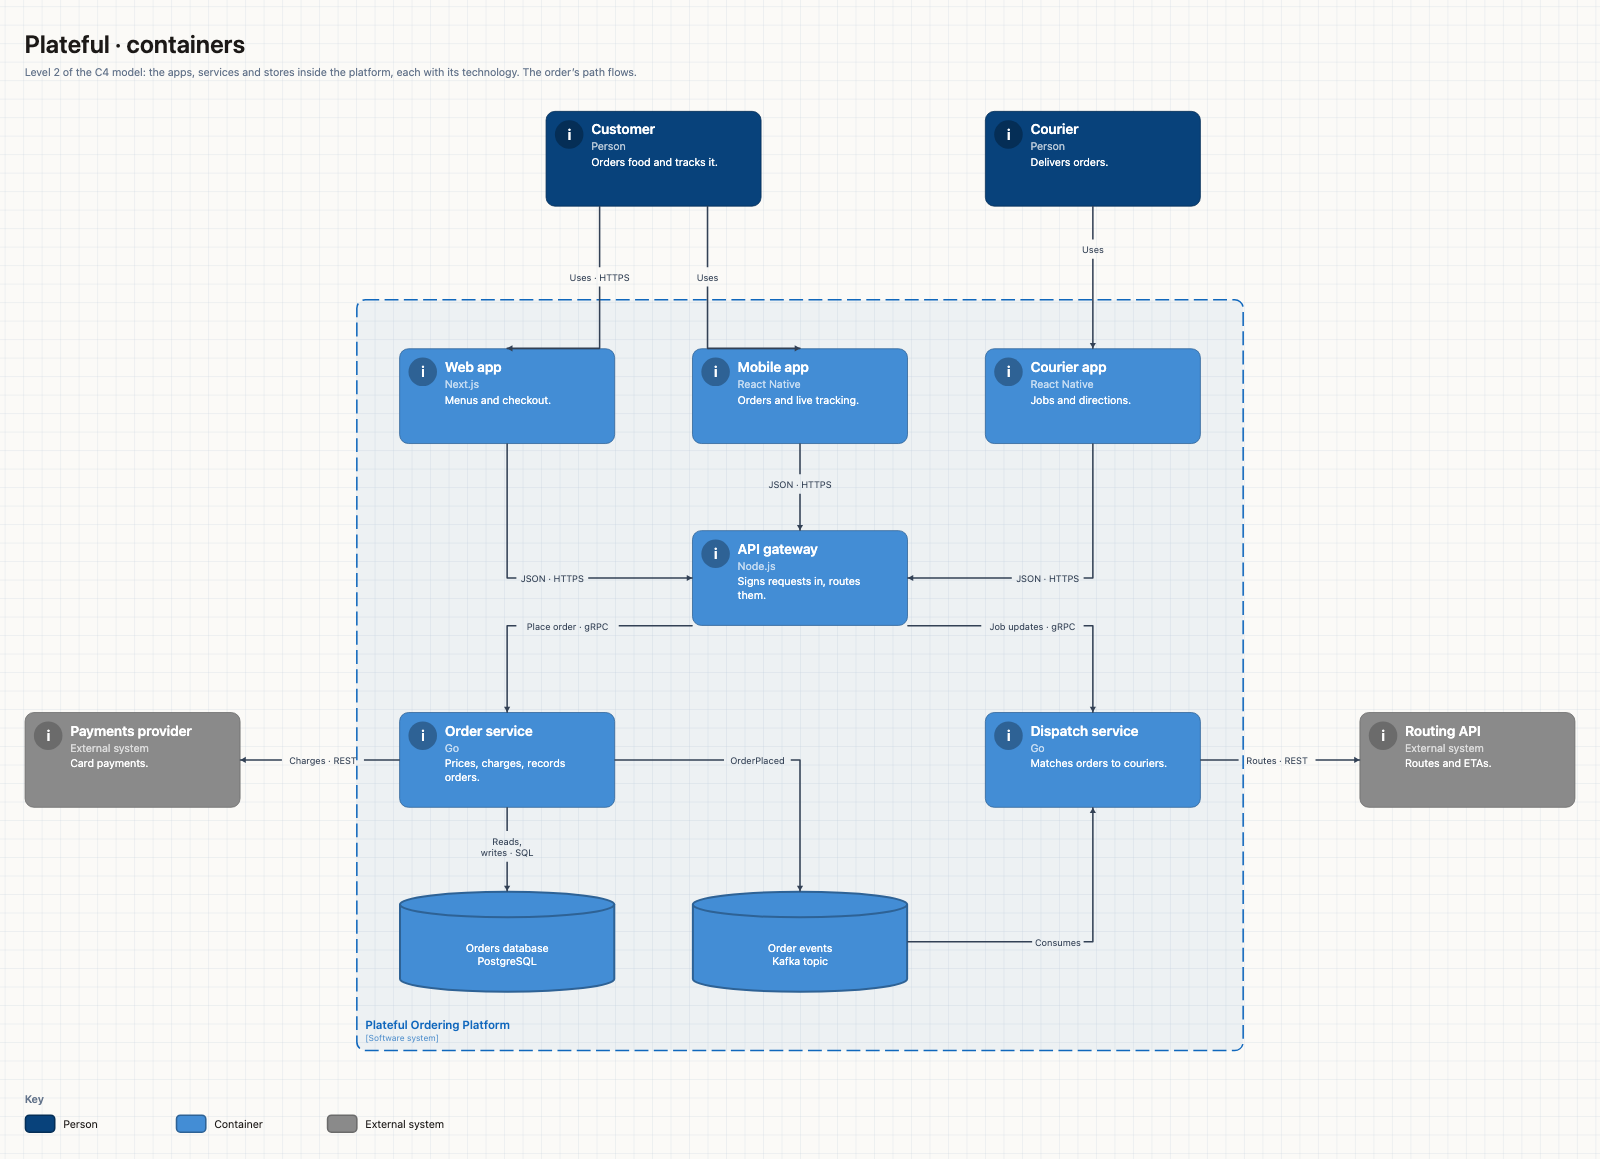 Plateful · containers
Level 2 of the C4 model: the apps, services and stores inside the platform, each with its technology. The order's path flows.
i
Customer
Person
Orders food and tracks it.
i
Courier
Person
Delivers orders.
Uses · HTTPS
Uses
Uses
i
Web app
Next.js
Menus and checkout.
i
Mobile app
React Native
Orders and live tracking.
i
Courier app
React Native
Jobs and directions.
JSON · HTTPS
i
API gateway
Node.js
Signs requests in, routes
them.
JSON · HTTPS
JSON · HTTPS
Place order · gRPC
Job updates · gRPC
i
Payments provider
External system
Card payments.
Charges · REST
i
Order service
Go
Prices, charges, records
orders.
OrderPlaced
i
Dispatch service
Go
Matches orders to couriers.
Routes · REST
i
Routing API
External system
Routes and ETAs.
Reads,
writes · SQL
Orders database
PostgreSQL
Order events
Kafka topic
Consumes
Plateful Ordering Platform
[Software system]
Key
Person
Container
External system